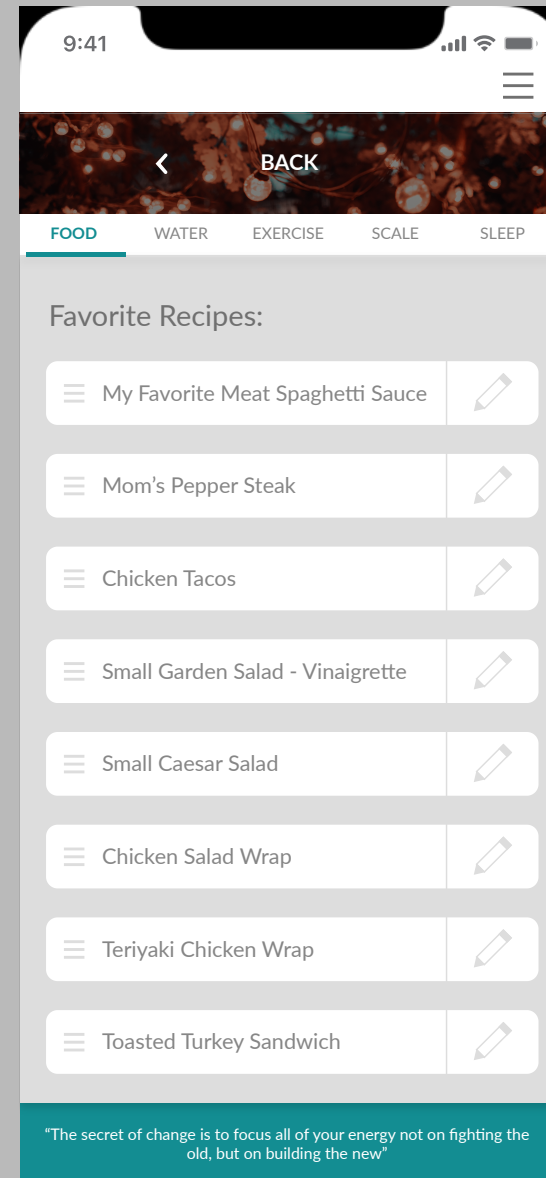 9:41
BACK
FOOD WATER EXERCISE SCALE SLEEP
Favorite Recipes:
My Favorite Meat Spaghetti Sauce
Mom’s Pepper Steak
Chicken Tacos
Small Garden Salad - Vinaigrette
Small Caesar Salad
Chicken Salad Wrap
Teriyaki Chicken Wrap
Toasted Turkey Sandwich
“The secret of change is to focus all of your energy not on fighting the
old, but on building the new”